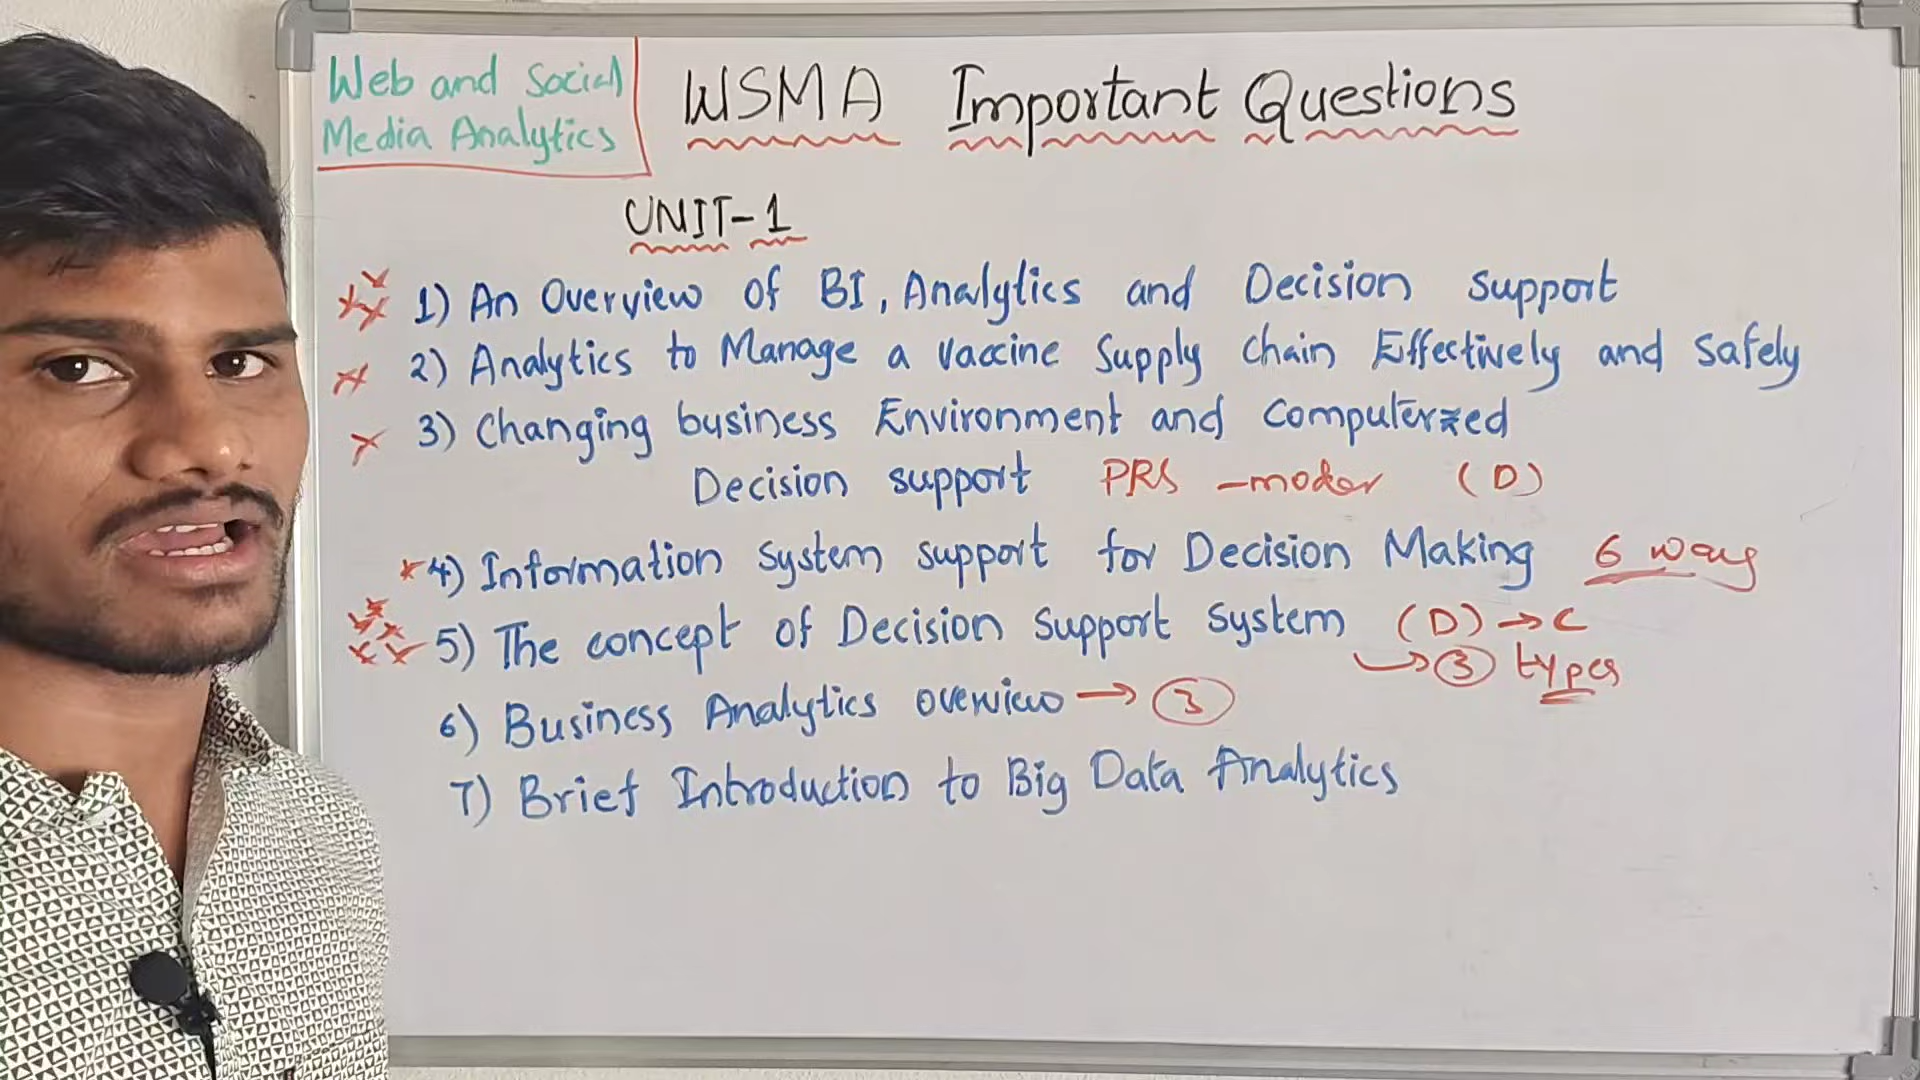 Web and Social
Media Analytics
WSMA Important Questions
UNIT-1
1) An Overview Of BI, Analytics and Decision support
2) Analytics to Manage a vaccine Supply chain Effectively and safely
3) Changing business Environment and computerzed
Decision support PRS -model (D)
4) Information system support for Decision Making 6 ways
5) The concept of Decision Support system (D) → C
→ 3 types
6) Business Analytics overview → 3
7) Brief Introduction to Big Data Analytics